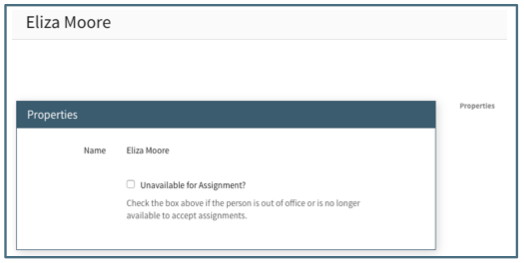 Eliza Moore
Properties
Properties
Name Eliza Moore
Unavailable for Assignment?
Check the box above if the person is out of office or is no longer
available to accept assignments.